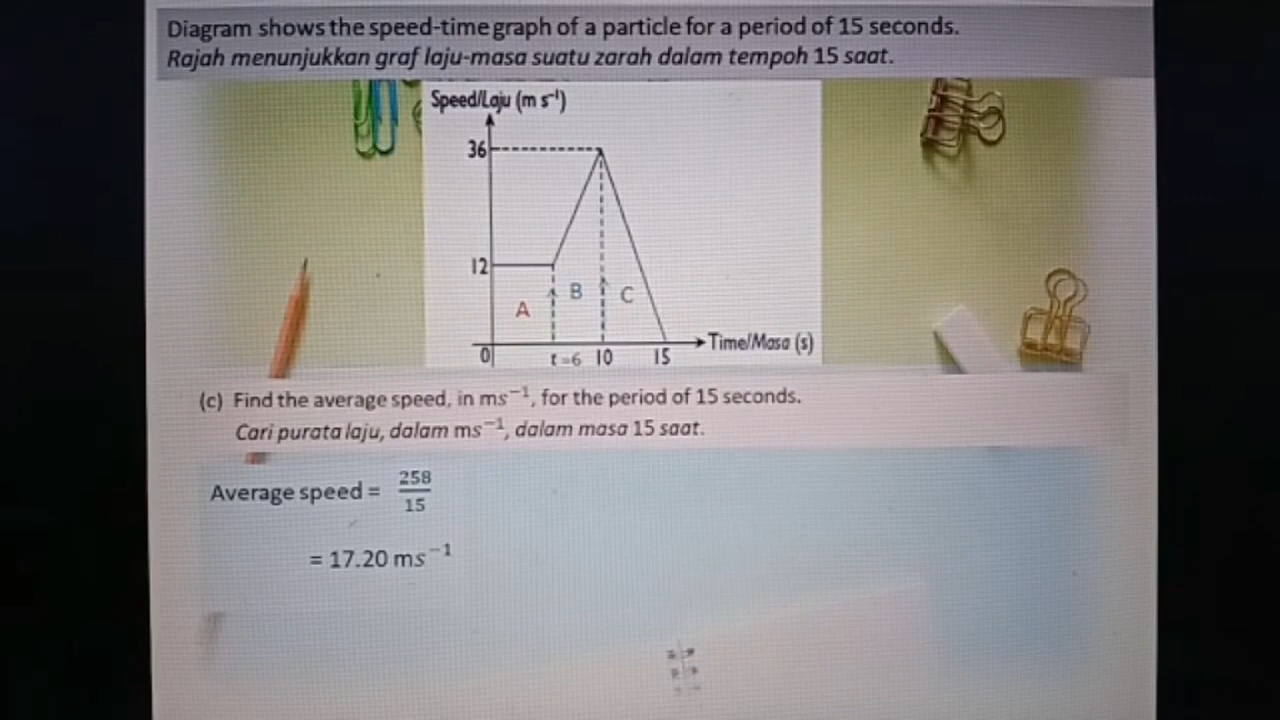 Diagram shows the speed-time graph of a particle for a period of 15 seconds.
Rajah menunjukkan graf laju-masa suatu zarah dalam tempoh 15 saat.
Speed/Laju (m s⁻¹)
36
12
A
B
C
0
t=6
10
15
Time/Masa (s)
(c) Find the average speed, in ms⁻¹, for the period of 15 seconds.
Cari purata laju, dalam ms⁻¹, dalam masa 15 saat.
Average speed = 258/15
= 17.20 ms⁻¹